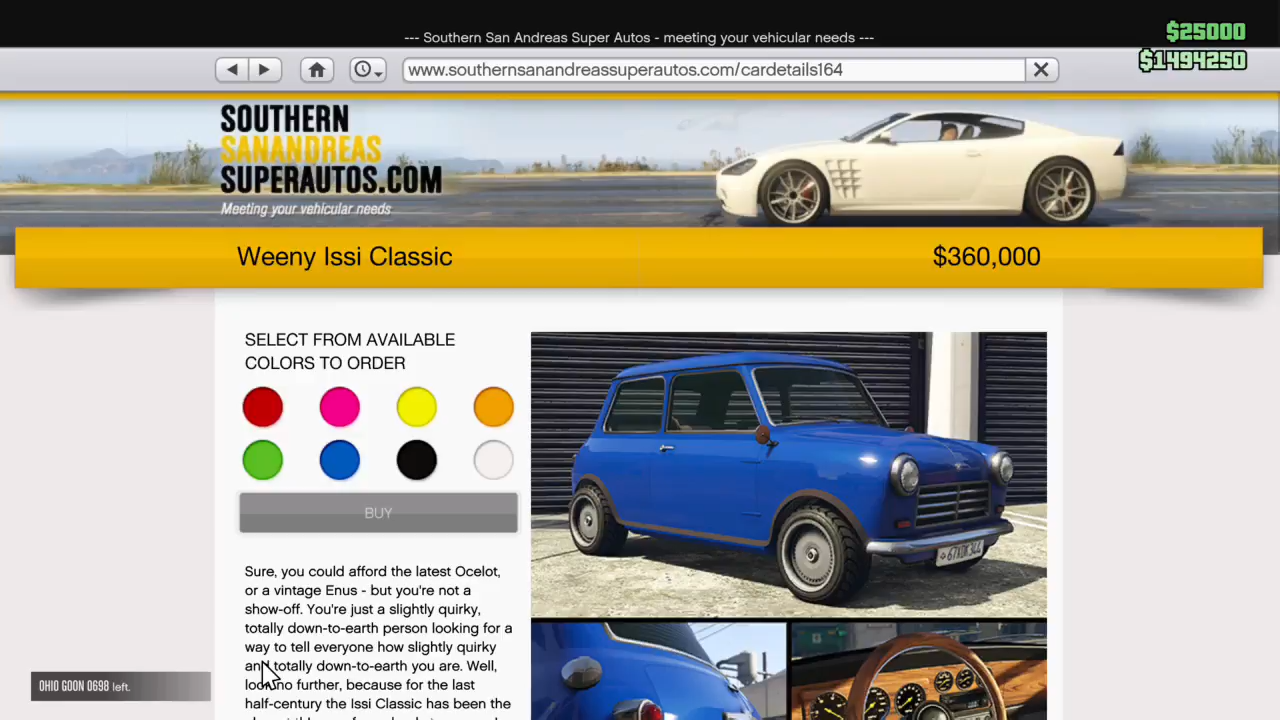 --- Southern San Andreas Super Autos - meeting your vehicular needs ---
$25000
$1494250
www.southernsanandreassuperautos.com/cardetails164
SOUTHERN
SANANDREAS
SUPERAUTOS.COM
Meeting your vehicular needs
Weeny Issi Classic
$360,000
SELECT FROM AVAILABLE
COLORS TO ORDER
BUY
Sure, you could afford the latest Ocelot,
or a vintage Enus - but you're not a
show-off. You're just a slightly quirky,
totally down-to-earth person looking for a
way to tell everyone how slightly quirky
and totally down-to-earth you are. Well,
look no further, because for the last
half-century the Issi Classic has been the
OHIO GOON 0698 left.